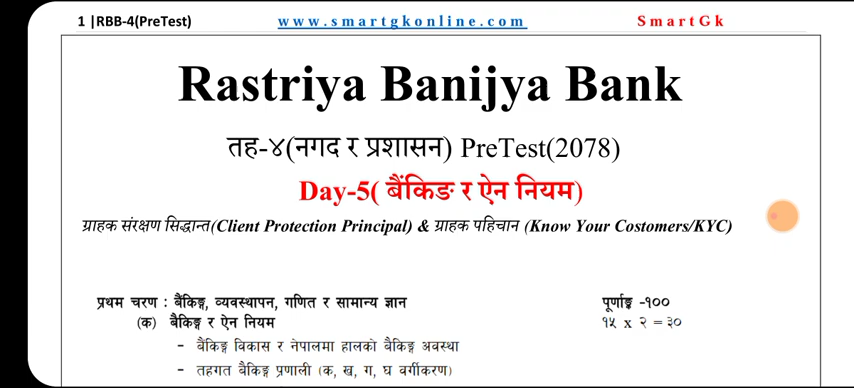 1 |RBB-4(PreTest) www.smartgkonline.com SmartGk
Rastriya Banijya Bank
तह-४(नगद र प्रशासन) PreTest(2078)
Day-5( बैंकिङ र ऐन नियम)
ग्राहक संरक्षण सिद्धान्त(Client Protection Principal) & ग्राहक पहिचान (Know Your Costomers/KYC)
प्रथम चरण : बैंकिङ्ग, व्यवस्थापन, गणित र सामान्य ज्ञान पूर्णाङ्क -१००
(क) बैकिङ्ग र ऐन नियम १५ x २ = ३०
- बैंकिङ्ग विकास र नेपालमा हालको बैकिङ्ग अवस्था
- तहगत बैकिङ्ग प्रणाली (क, ख, ग, घ वर्गीकरण)